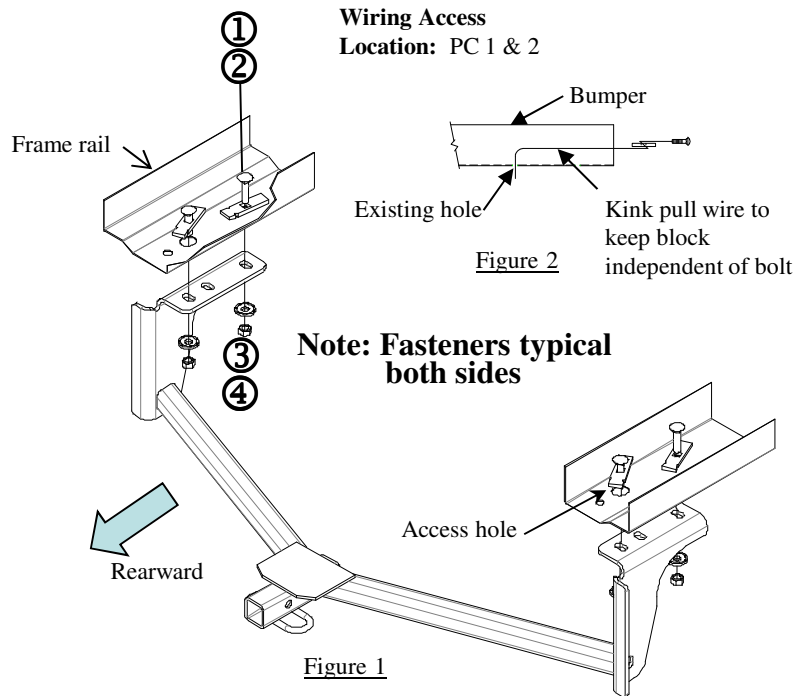 ①
②
Wiring Access
Location: PC 1 & 2
Bumper
Frame rail
Existing hole
Kink pull wire to
keep block
independent of bolt
Figure 2
③
④
Note: Fasteners typical
both sides
Access hole
Rearward
Figure 1